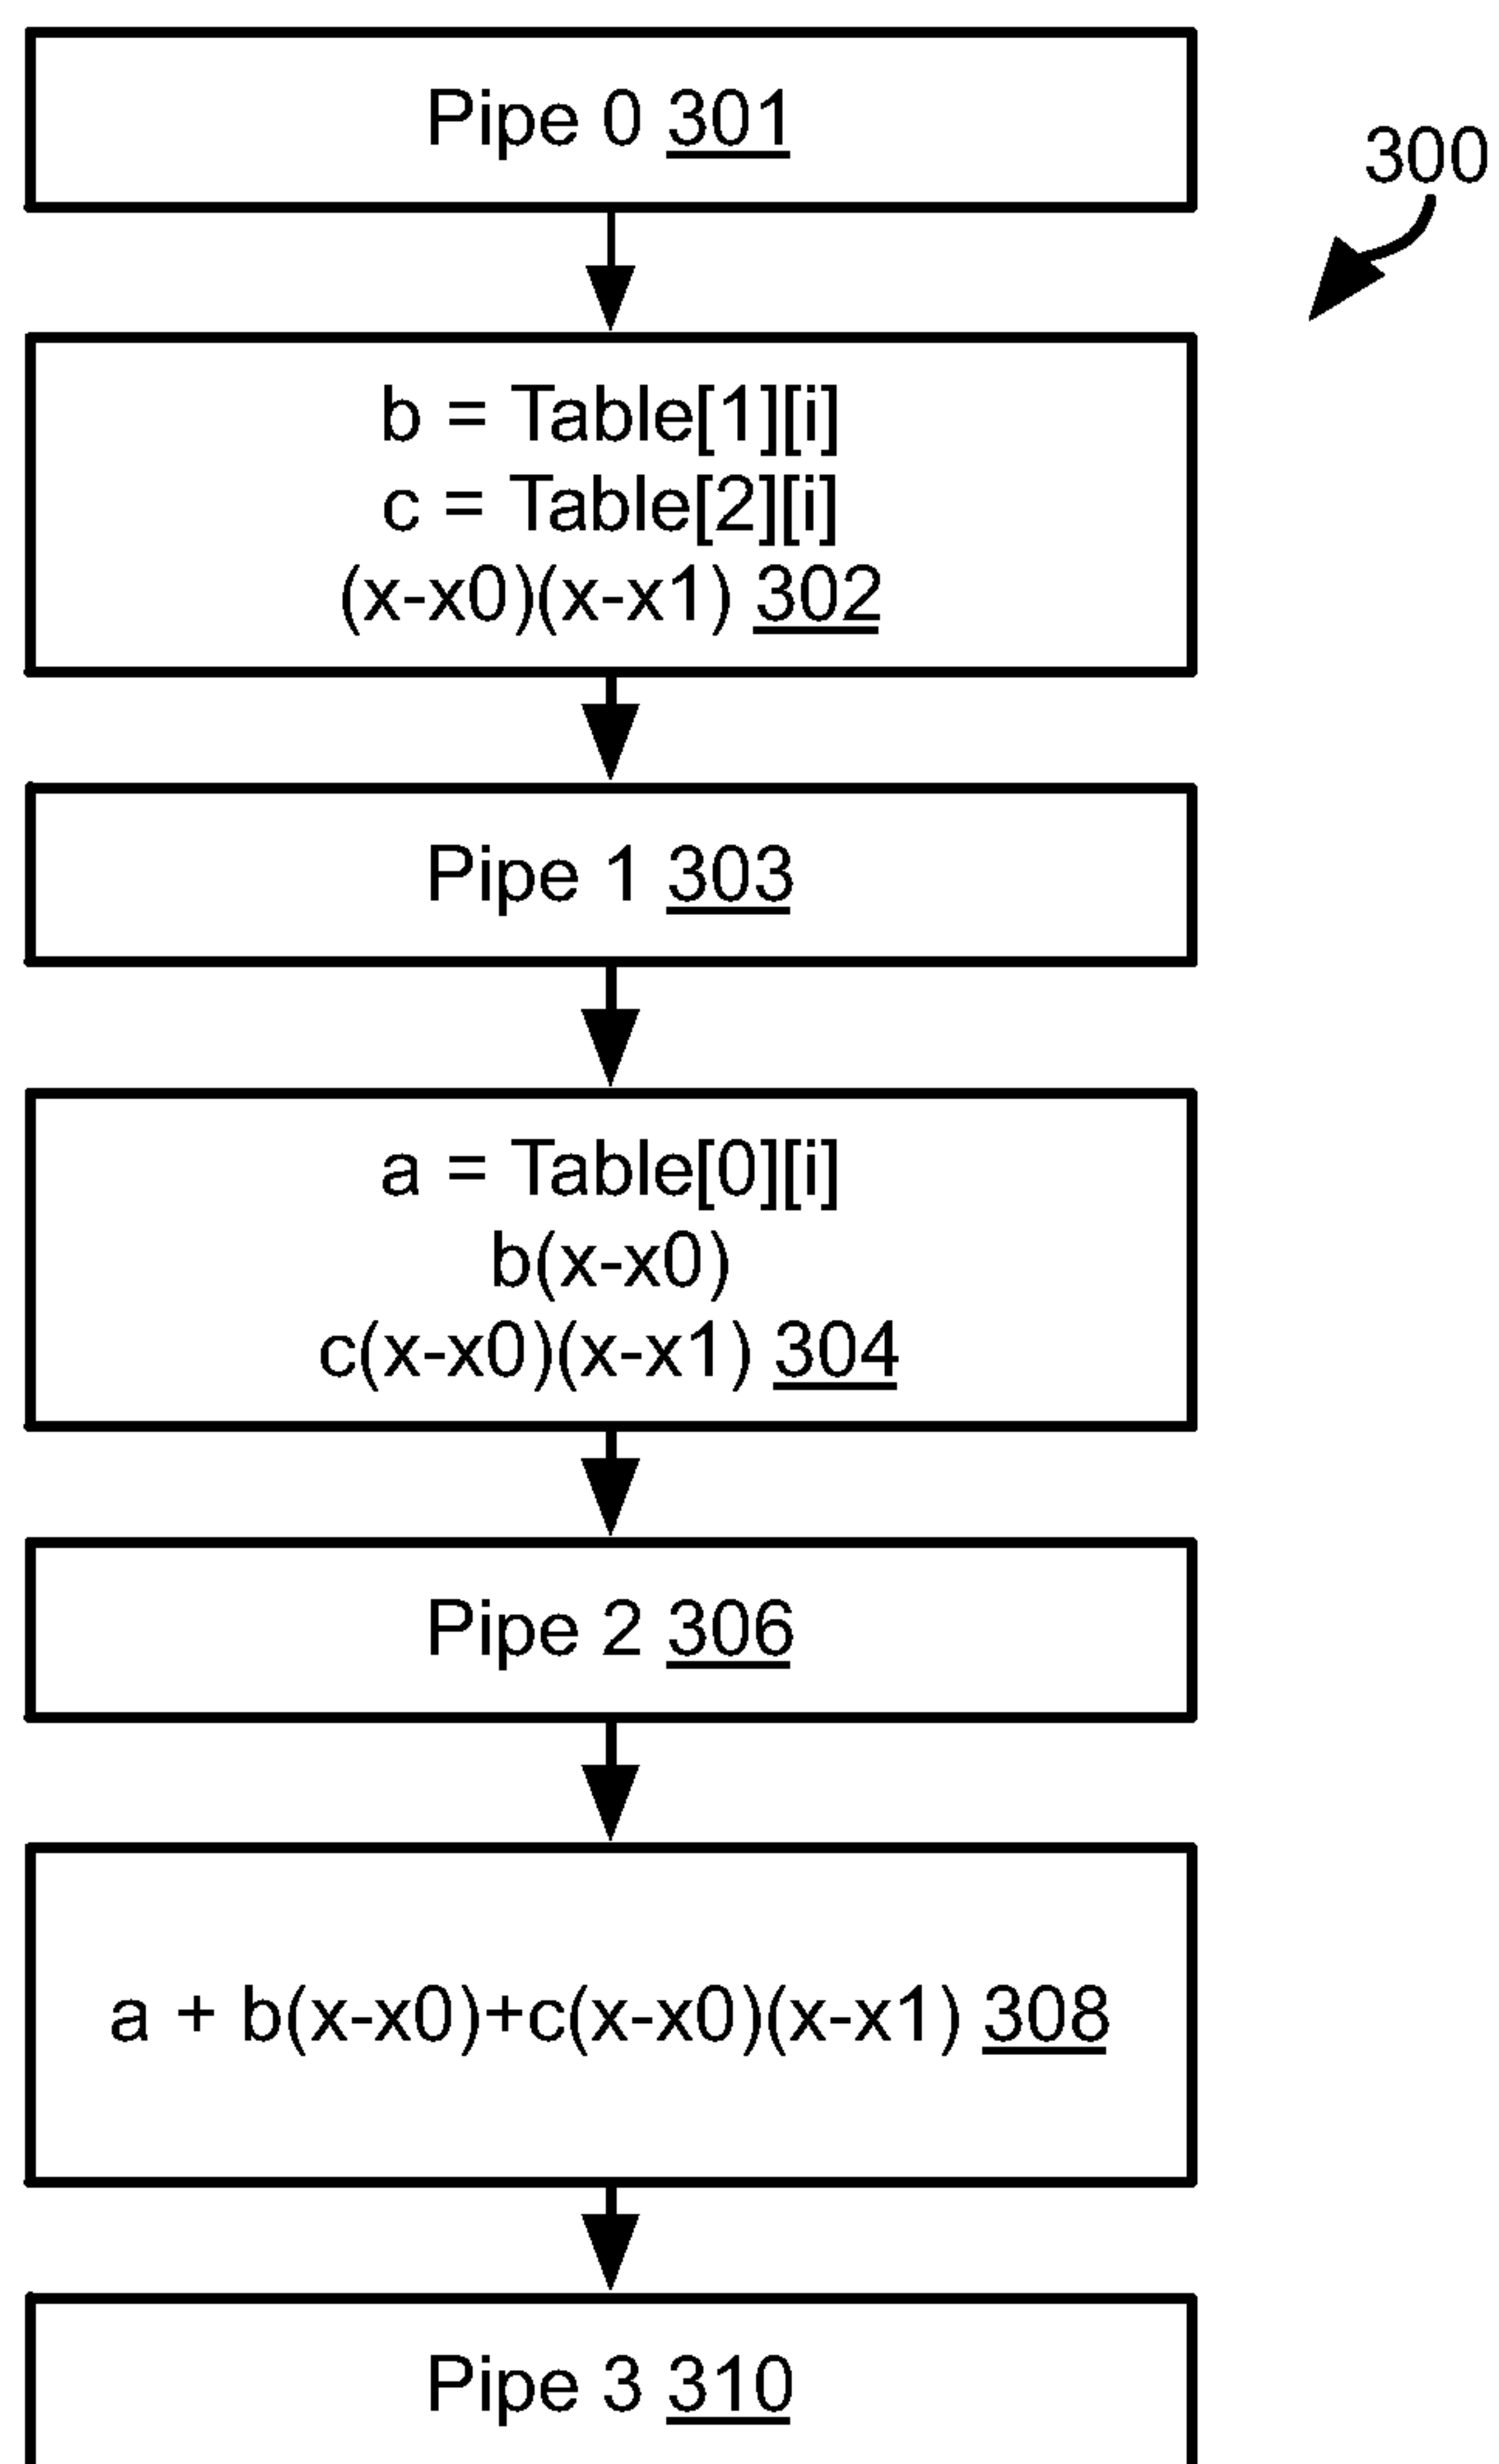 Pipe 0 301
300
b = Table[1][i]
c = Table[2][i]
(x-x0)(x-x1) 302
Pipe 1 303
a = Table[0][i]
b(x-x0)
c(x-x0)(x-x1) 304
Pipe 2 306
a + b(x-x0)+c(x-x0)(x-x1) 308
Pipe 3 310